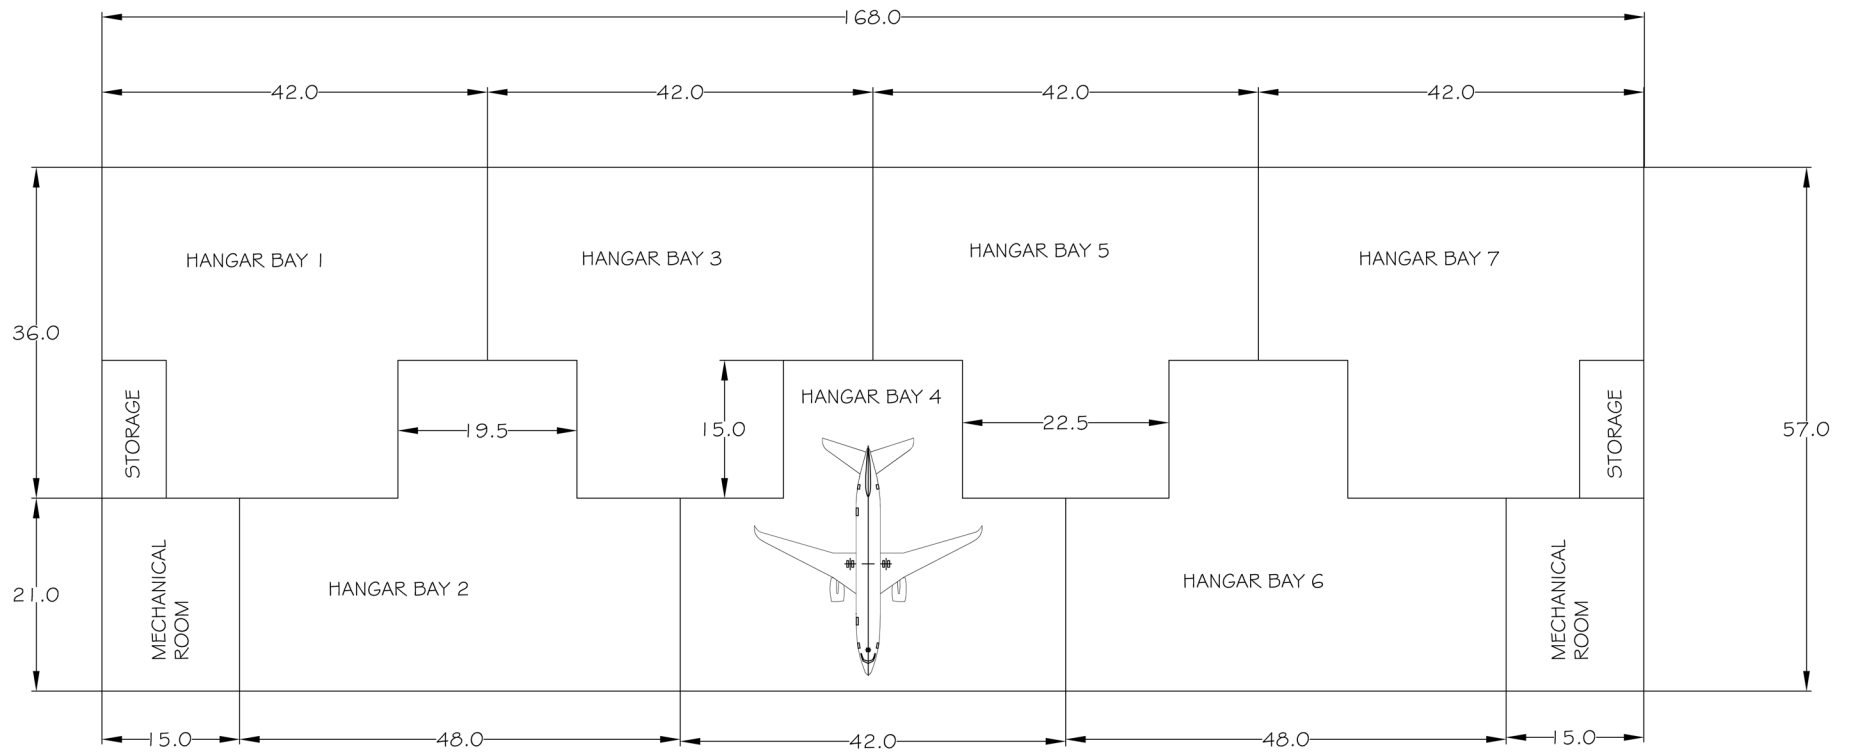 168.0
42.0 42.0 42.0 42.0
HANGAR BAY 1
HANGAR BAY 3
HANGAR BAY 5
HANGAR BAY 7
36.0
57.0
STORAGE
19.5
15.0
HANGAR BAY 4
22.5
STORAGE
21.0
MECHANICAL
ROOM
HANGAR BAY 2
HANGAR BAY 6
MECHANICAL
ROOM
15.0 48.0 42.0 48.0 15.0